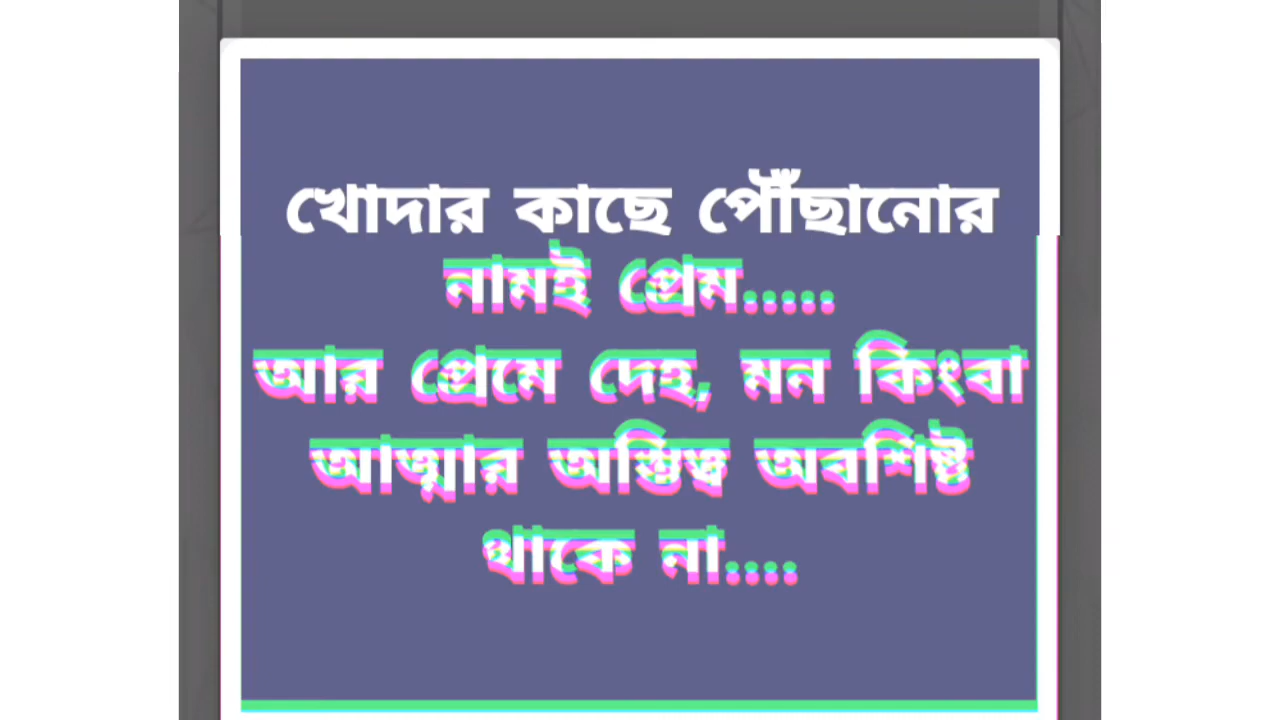 খোদার কাছে পৌঁছানোর
নামই প্রেম.....
আর প্রেমে দেহ, মন কিংবা
আত্মার অস্তিত্ব অবশিষ্ট
থাকে না....